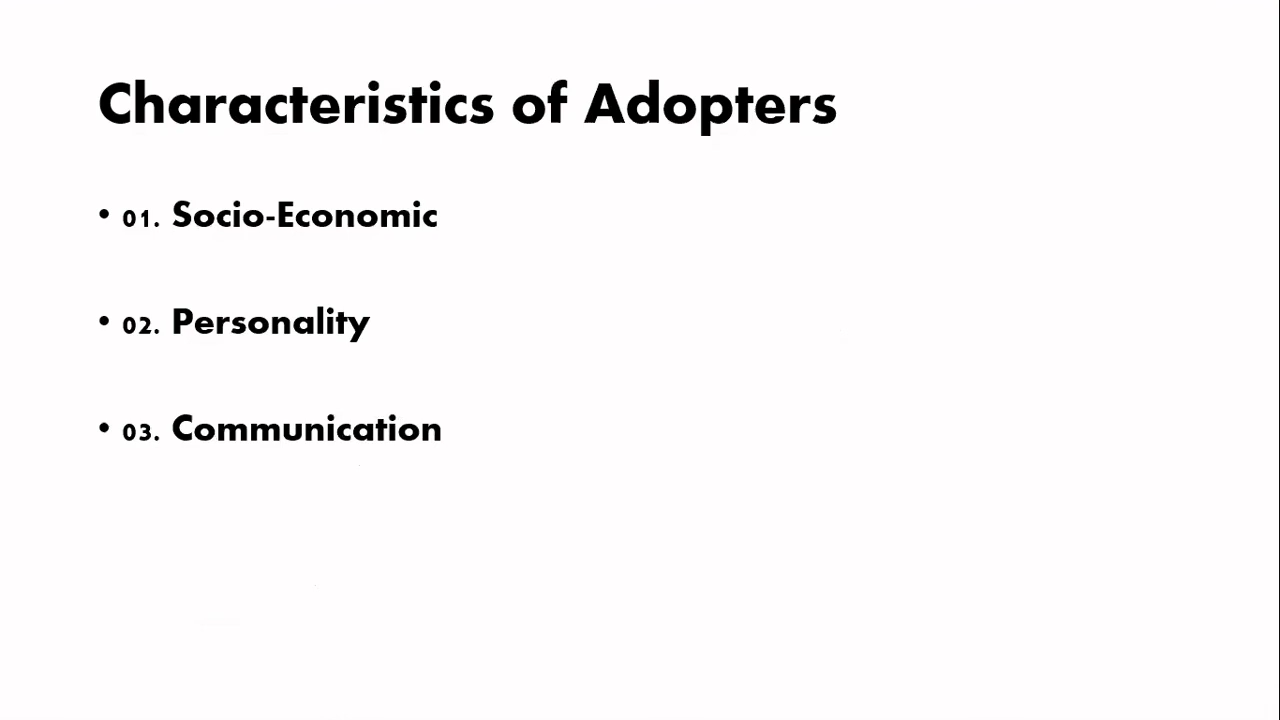 Characteristics of Adopters
• 01. Socio-Economic
• 02. Personality
• 03. Communication